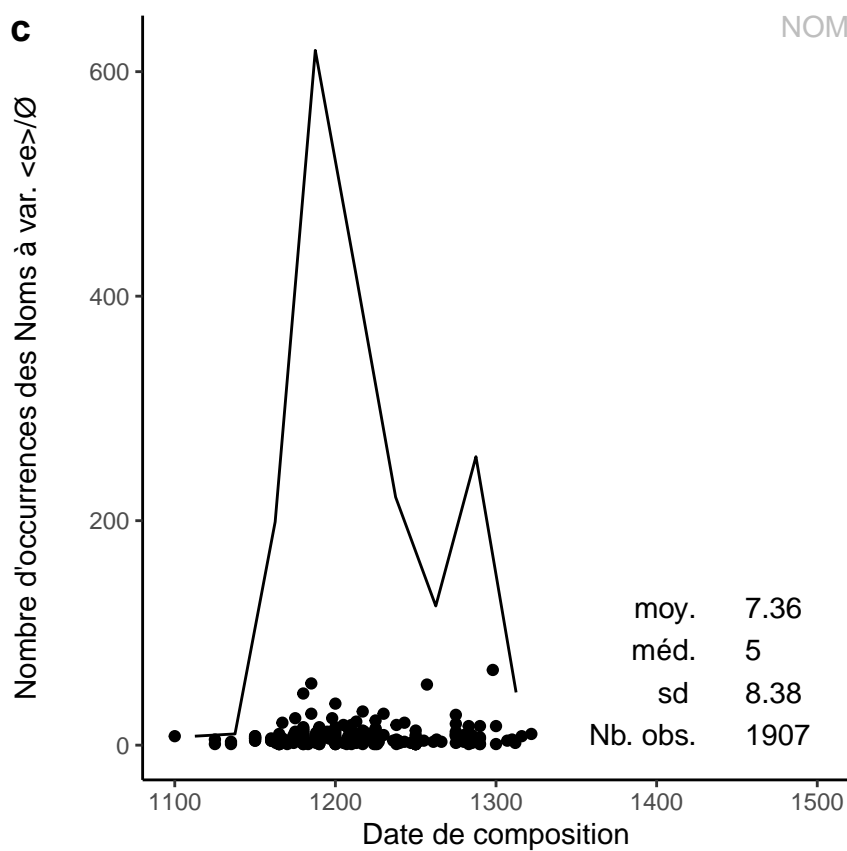 c
NOM
Nombre d'occurrences des Noms à var. <e>/Ø
600
400
200
0
moy. 7.36
méd. 5
sd 8.38
Nb. obs. 1907
1100 1200 1300 1400 1500
Date de composition